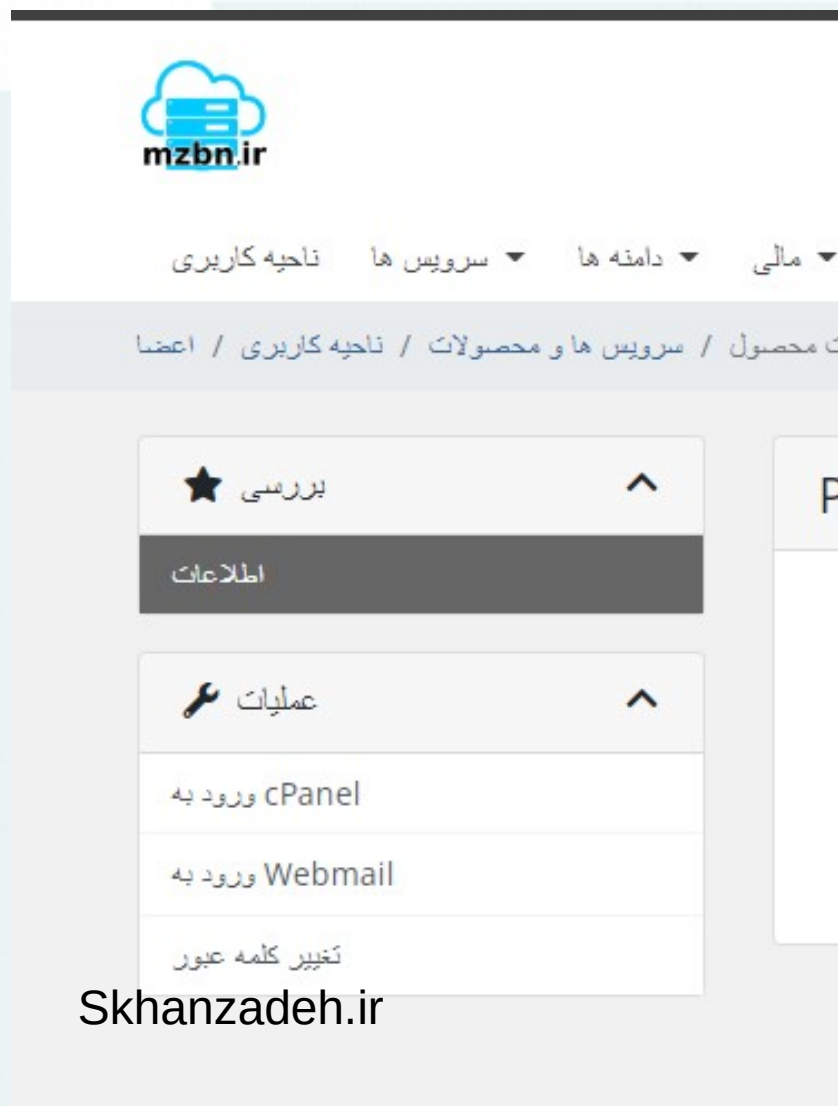 mzbn.ir
ناحیه کاربری سرویس ها دامنه ها مالی
اعضا / ناحیه کاربری / سرویس ها و محصولات / محصول
بررسی
P
اطلاعات
عملیات
ورود به cPanel
ورود به Webmail
تغییر کلمه عبور
Skhanzadeh.ir